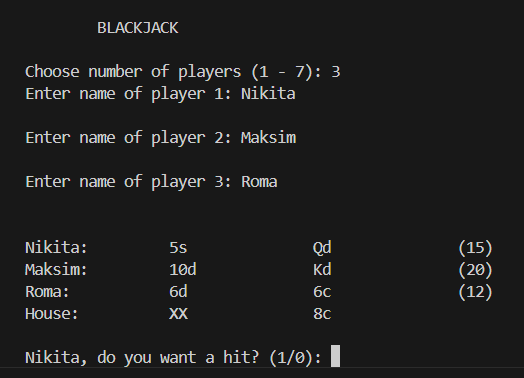 BLACKJACK
Choose number of players (1 - 7): 3
Enter name of player 1: Nikita
Enter name of player 2: Maksim
Enter name of player 3: Roma
Nikita: 5s Qd (15)
Maksim: 10d Kd (20)
Roma: 6d 6c (12)
House: XX 8c
Nikita, do you want a hit? (1/0):